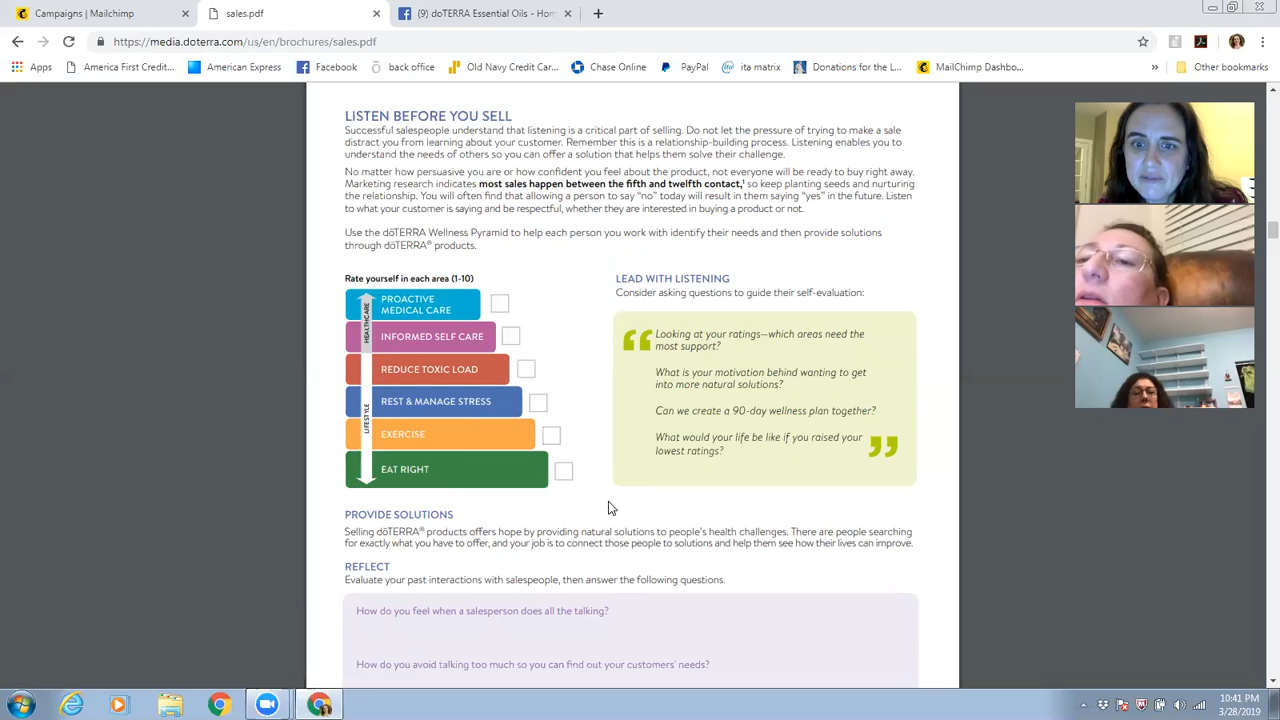 Campaigns | Mailchimp
sales.pdf
(9) doTERRA Essential Oils - Hom
https://media.doterra.com/us/en/brochures/sales.pdf
Apps
America First Credit...
American Express
Facebook
back office
Old Navy Credit Car...
Chase Online
PayPal
ita matrix
Donations for the L...
MailChimp Dashbo...
»
Other bookmarks
LISTEN BEFORE YOU SELL
Successful salespeople understand that listening is a critical part of selling. Do not let the pressure of trying to make a sale
distract you from learning about your customer. Remember this is a relationship-building process. Listening enables you to
understand the needs of others so you can offer a solution that helps them solve their challenge.
No matter how persuasive you are or how confident you feel about the product, not everyone will be ready to buy right away.
Marketing research indicates most sales happen between the fifth and twelfth contact,¹ so keep planting seeds and nurturing
the relationship. You will often find that allowing a person to say “no” today will result in them saying “yes” in the future. Listen
to what your customer is saying and be respectful, whether they are interested in buying a product or not.
Use the dōTERRA Wellness Pyramid to help each person you work with identify their needs and then provide solutions
through dōTERRA® products.
Rate yourself in each area (1-10)
HEALTHCARE
LIFESTYLE
PROACTIVE
MEDICAL CARE
INFORMED SELF CARE
REDUCE TOXIC LOAD
REST & MANAGE STRESS
EXERCISE
EAT RIGHT
LEAD WITH LISTENING
Consider asking questions to guide their self-evaluation:
“
Looking at your ratings—which areas need the
most support?
What is your motivation behind wanting to get
into more natural solutions?
Can we create a 90-day wellness plan together?
What would your life be like if you raised your
lowest ratings?
”
PROVIDE SOLUTIONS
Selling dōTERRA® products offers hope by providing natural solutions to people’s health challenges. There are people searching
for exactly what you have to offer, and your job is to connect those people to solutions and help them see how their lives can improve.
REFLECT
Evaluate your past interactions with salespeople, then answer the following questions.
How do you feel when a salesperson does all the talking?
How do you avoid talking too much so you can find out your customers’ needs?
10:41 PM
3/28/2019